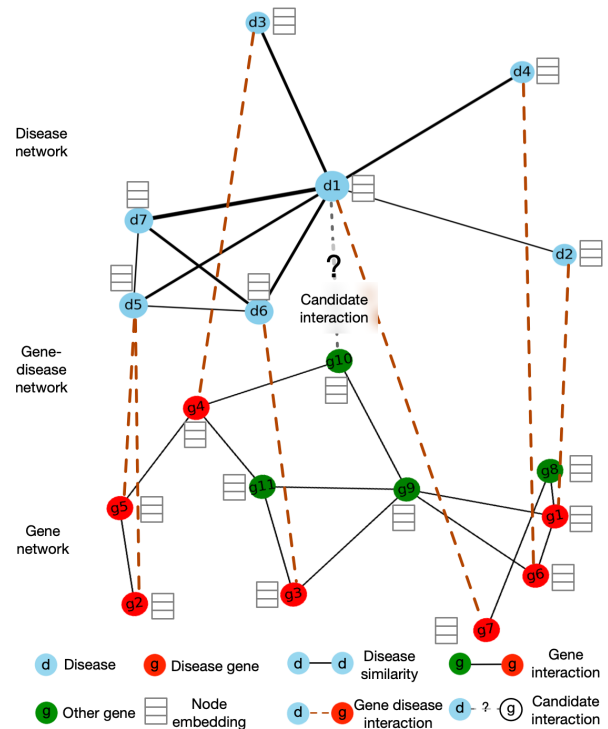 d3
d4
Disease
network
d1
d7
d2
?
d5
d6
Candidate
interaction
Gene-
disease
network
g10
g4
g11
g9
g8
g5
g1
Gene
network
g6
g3
g2
g7
d Disease
g Disease gene
d d Disease
similarity
g g Gene
interaction
g Other gene
Node
embedding
d g Gene disease
interaction
d ? g Candidate
interaction